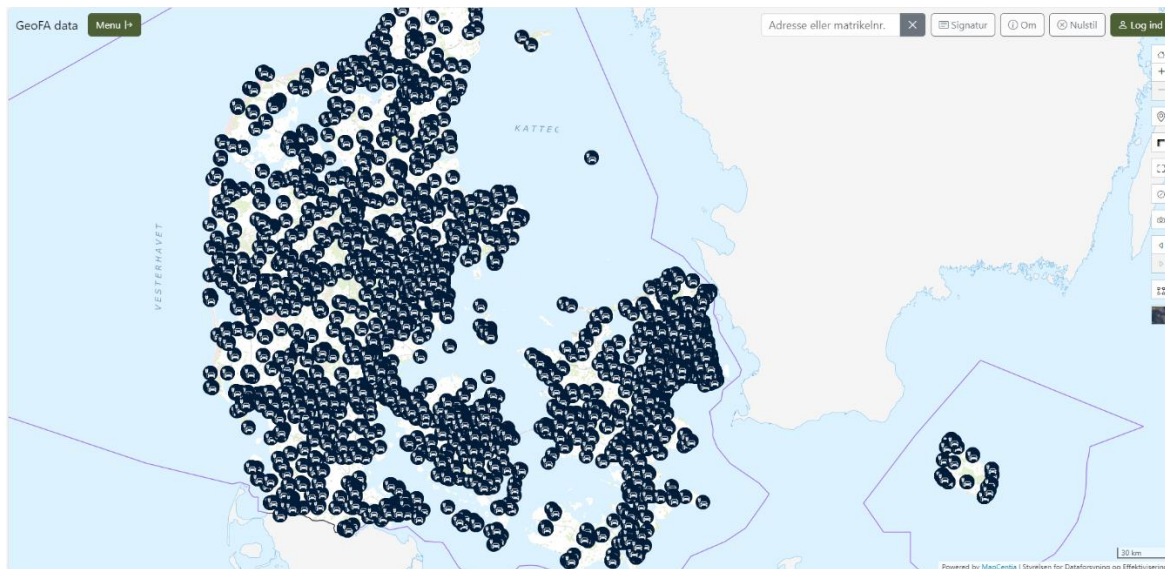 GeoFA data
Menu
Adresse eller matrikelnr.
Signatur
Om
Nulstil
Log ind
KATTEG
VESTERHAVET
30 km
Powered by MapCentia | Styrelsen for Dataforsyning og Effektivisering